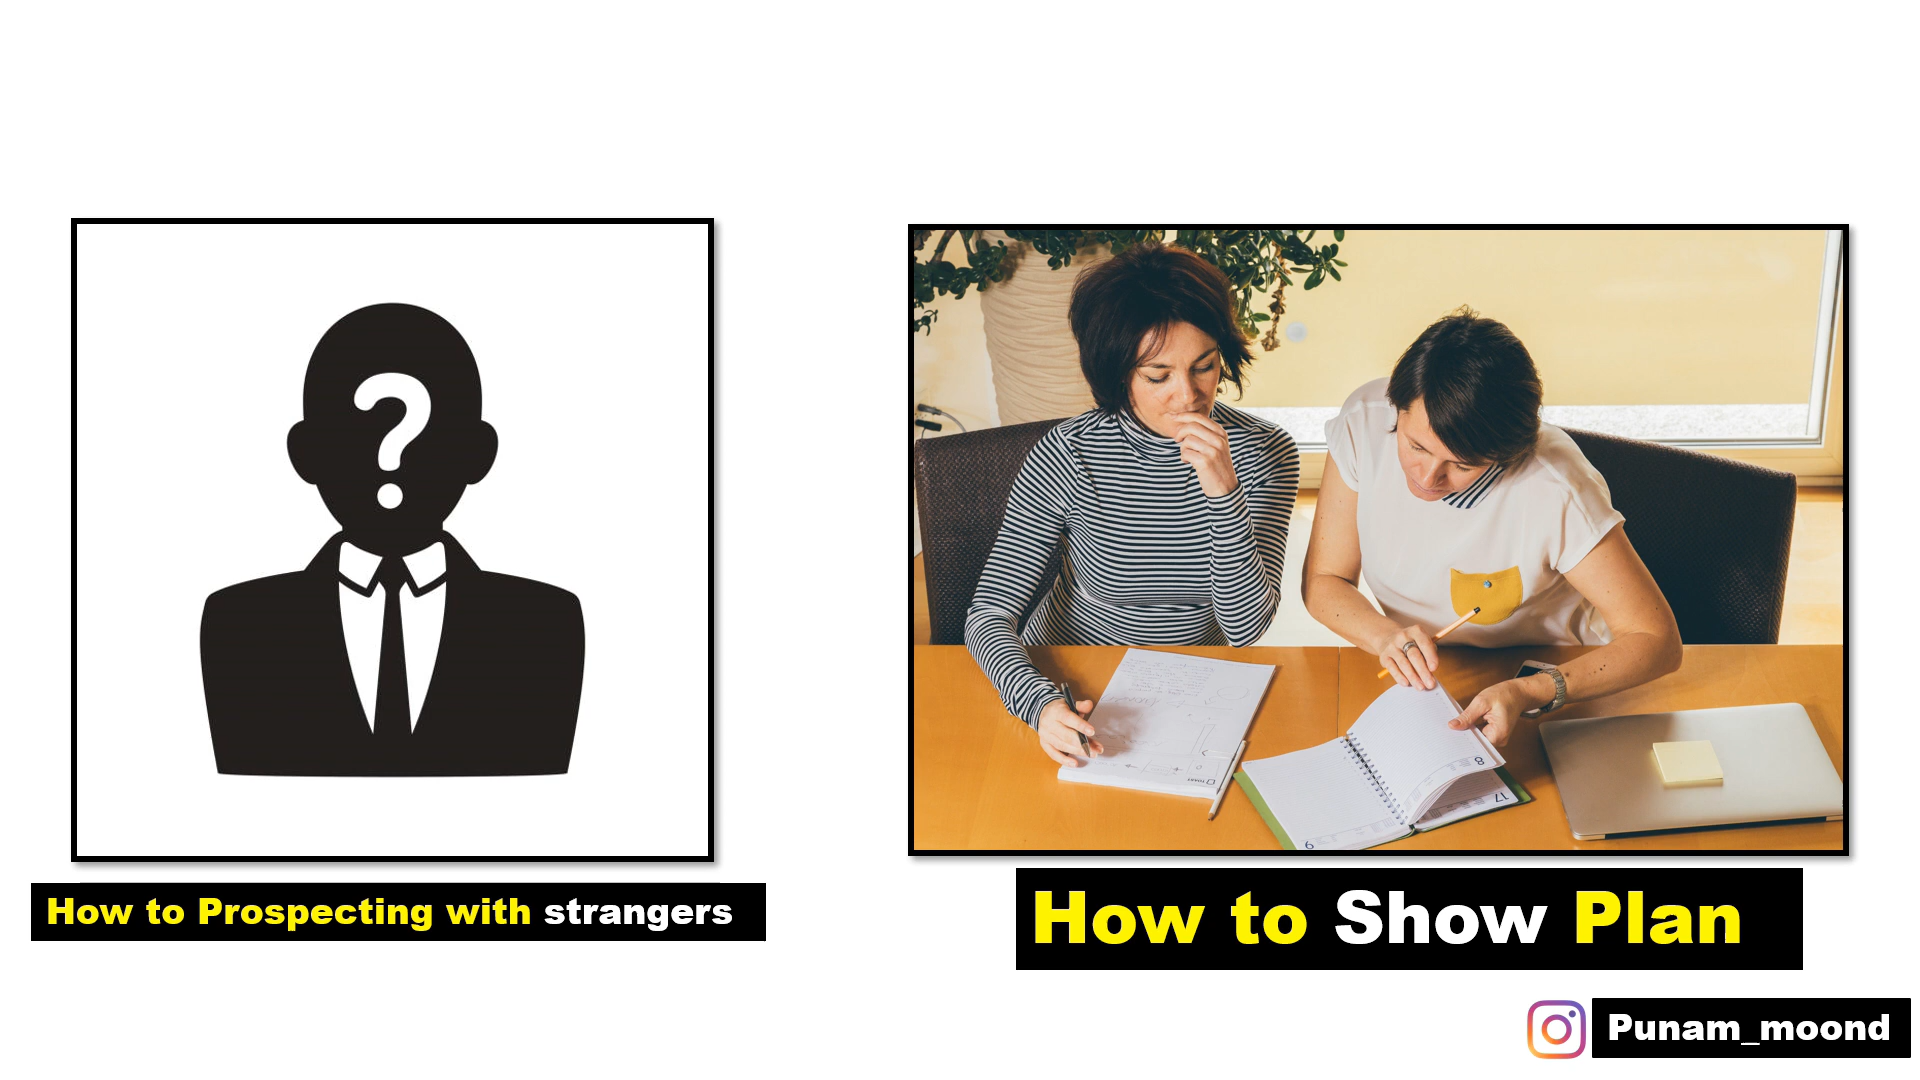 How to Prospecting with strangers
How to Show Plan
Punam_moond